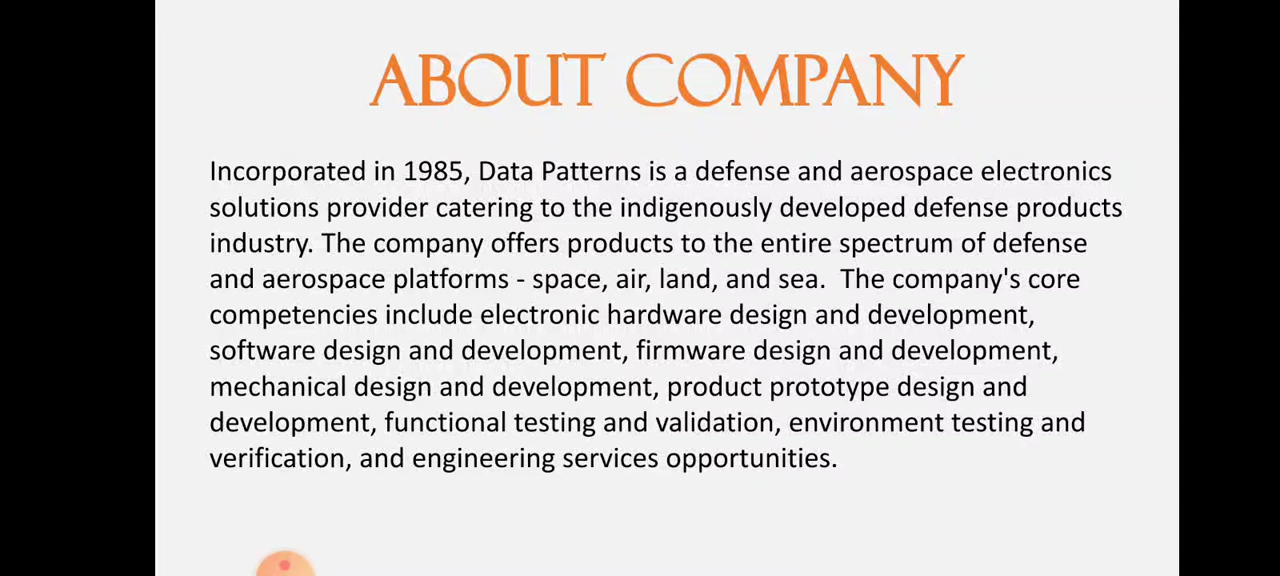 ABOUT COMPANY
Incorporated in 1985, Data Patterns is a defense and aerospace electronics
solutions provider catering to the indigenously developed defense products
industry. The company offers products to the entire spectrum of defense
and aerospace platforms - space, air, land, and sea.  The company's core
competencies include electronic hardware design and development,
software design and development, firmware design and development,
mechanical design and development, product prototype design and
development, functional testing and validation, environment testing and
verification, and engineering services opportunities.